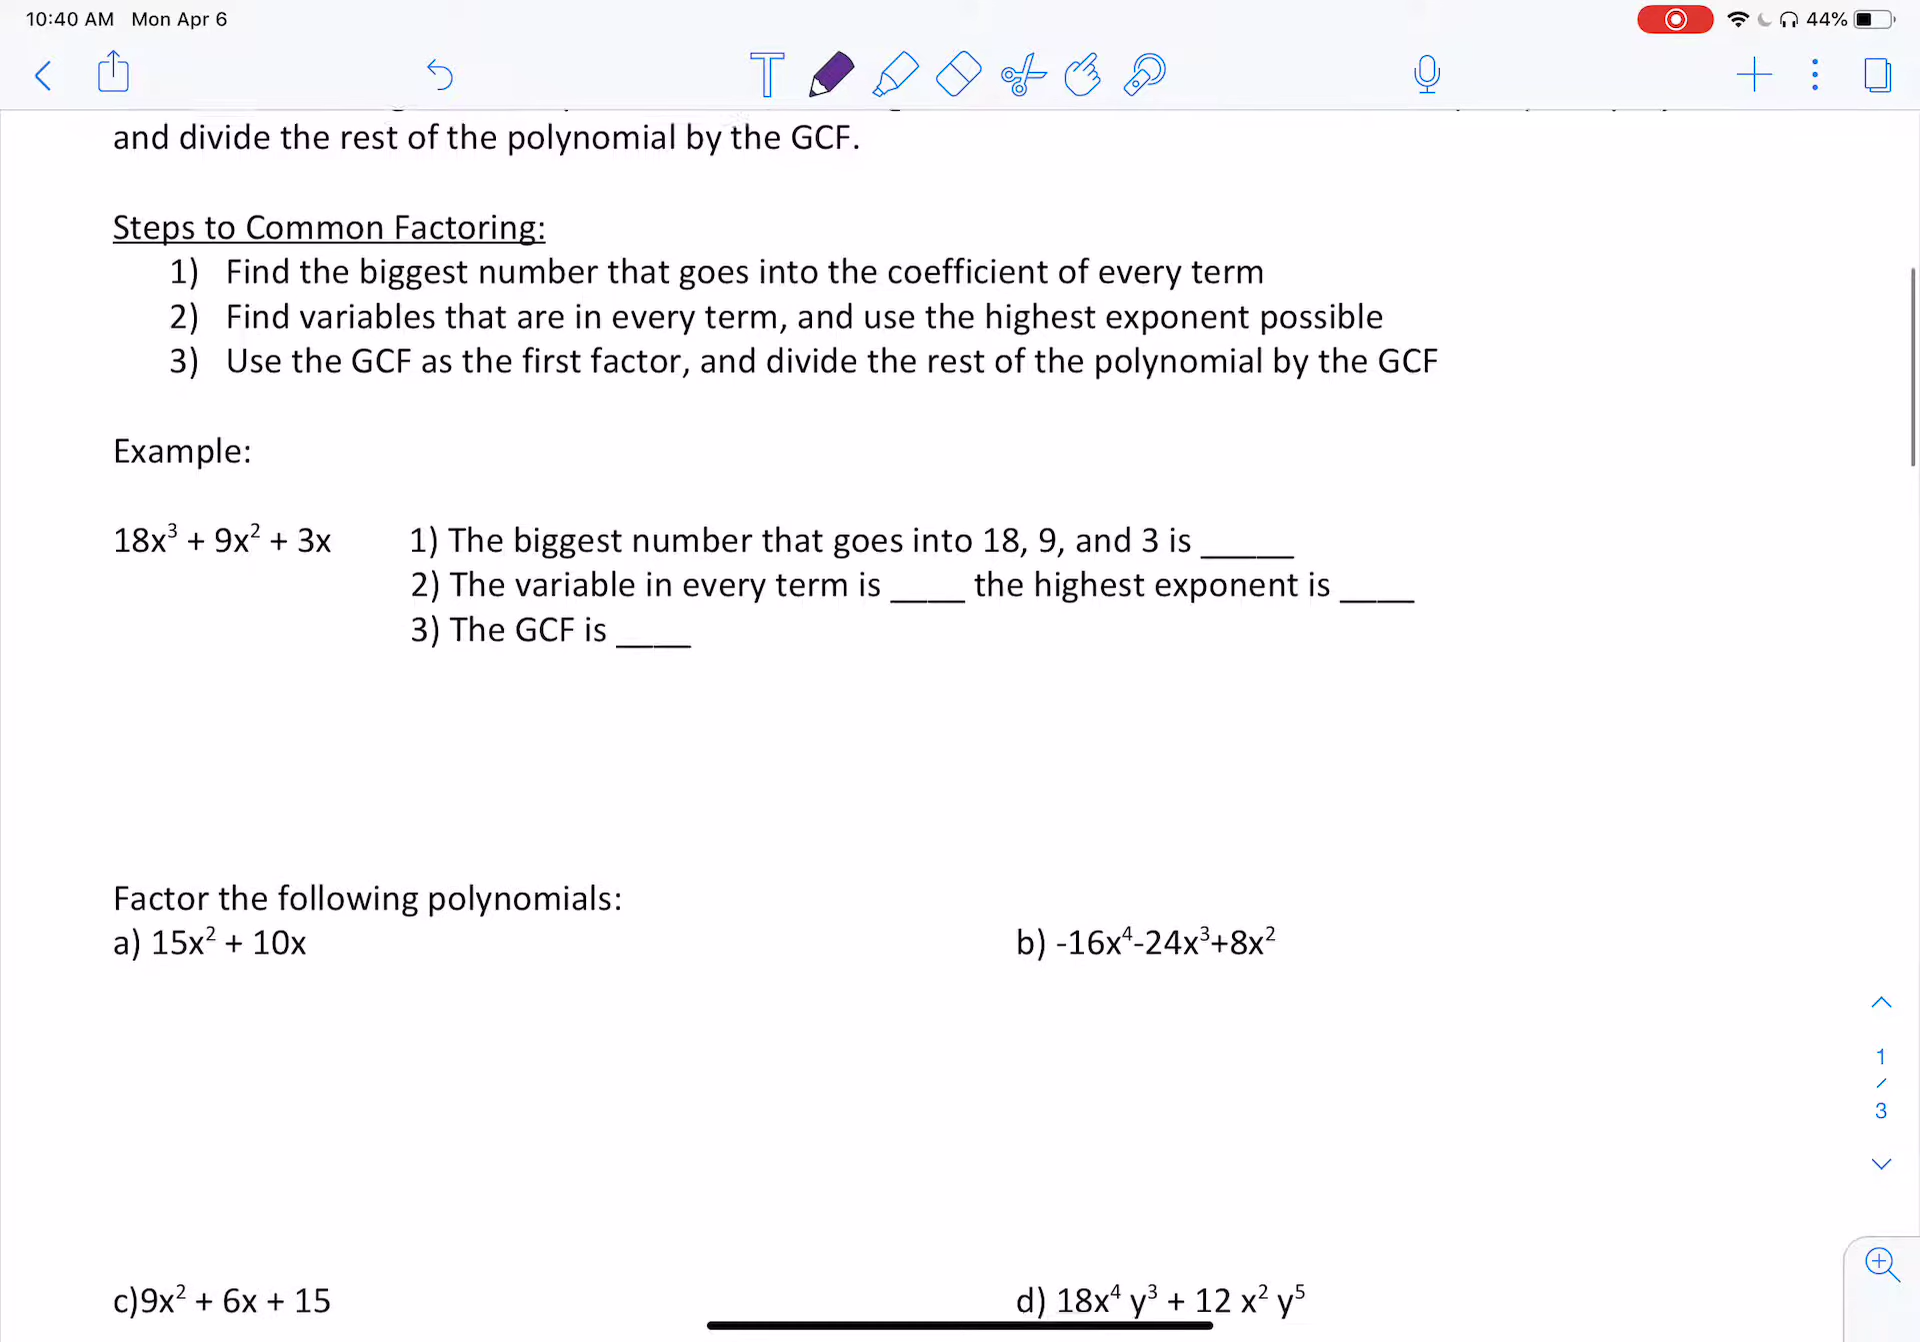 10:40 AM Mon Apr 6
44%
and divide the rest of the polynomial by the GCF.
Steps to Common Factoring:
1) Find the biggest number that goes into the coefficient of every term
2) Find variables that are in every term, and use the highest exponent possible
3) Use the GCF as the first factor, and divide the rest of the polynomial by the GCF
Example:
18x³ + 9x² + 3x 1) The biggest number that goes into 18, 9, and 3 is _____
2) The variable in every term is ____ the highest exponent is ____
3) The GCF is ____
Factor the following polynomials:
a) 15x² + 10x b) -16x⁴-24x³+8x²
1
/
3
c)9x² + 6x + 15 d) 18x⁴ y³ + 12 x² y⁵